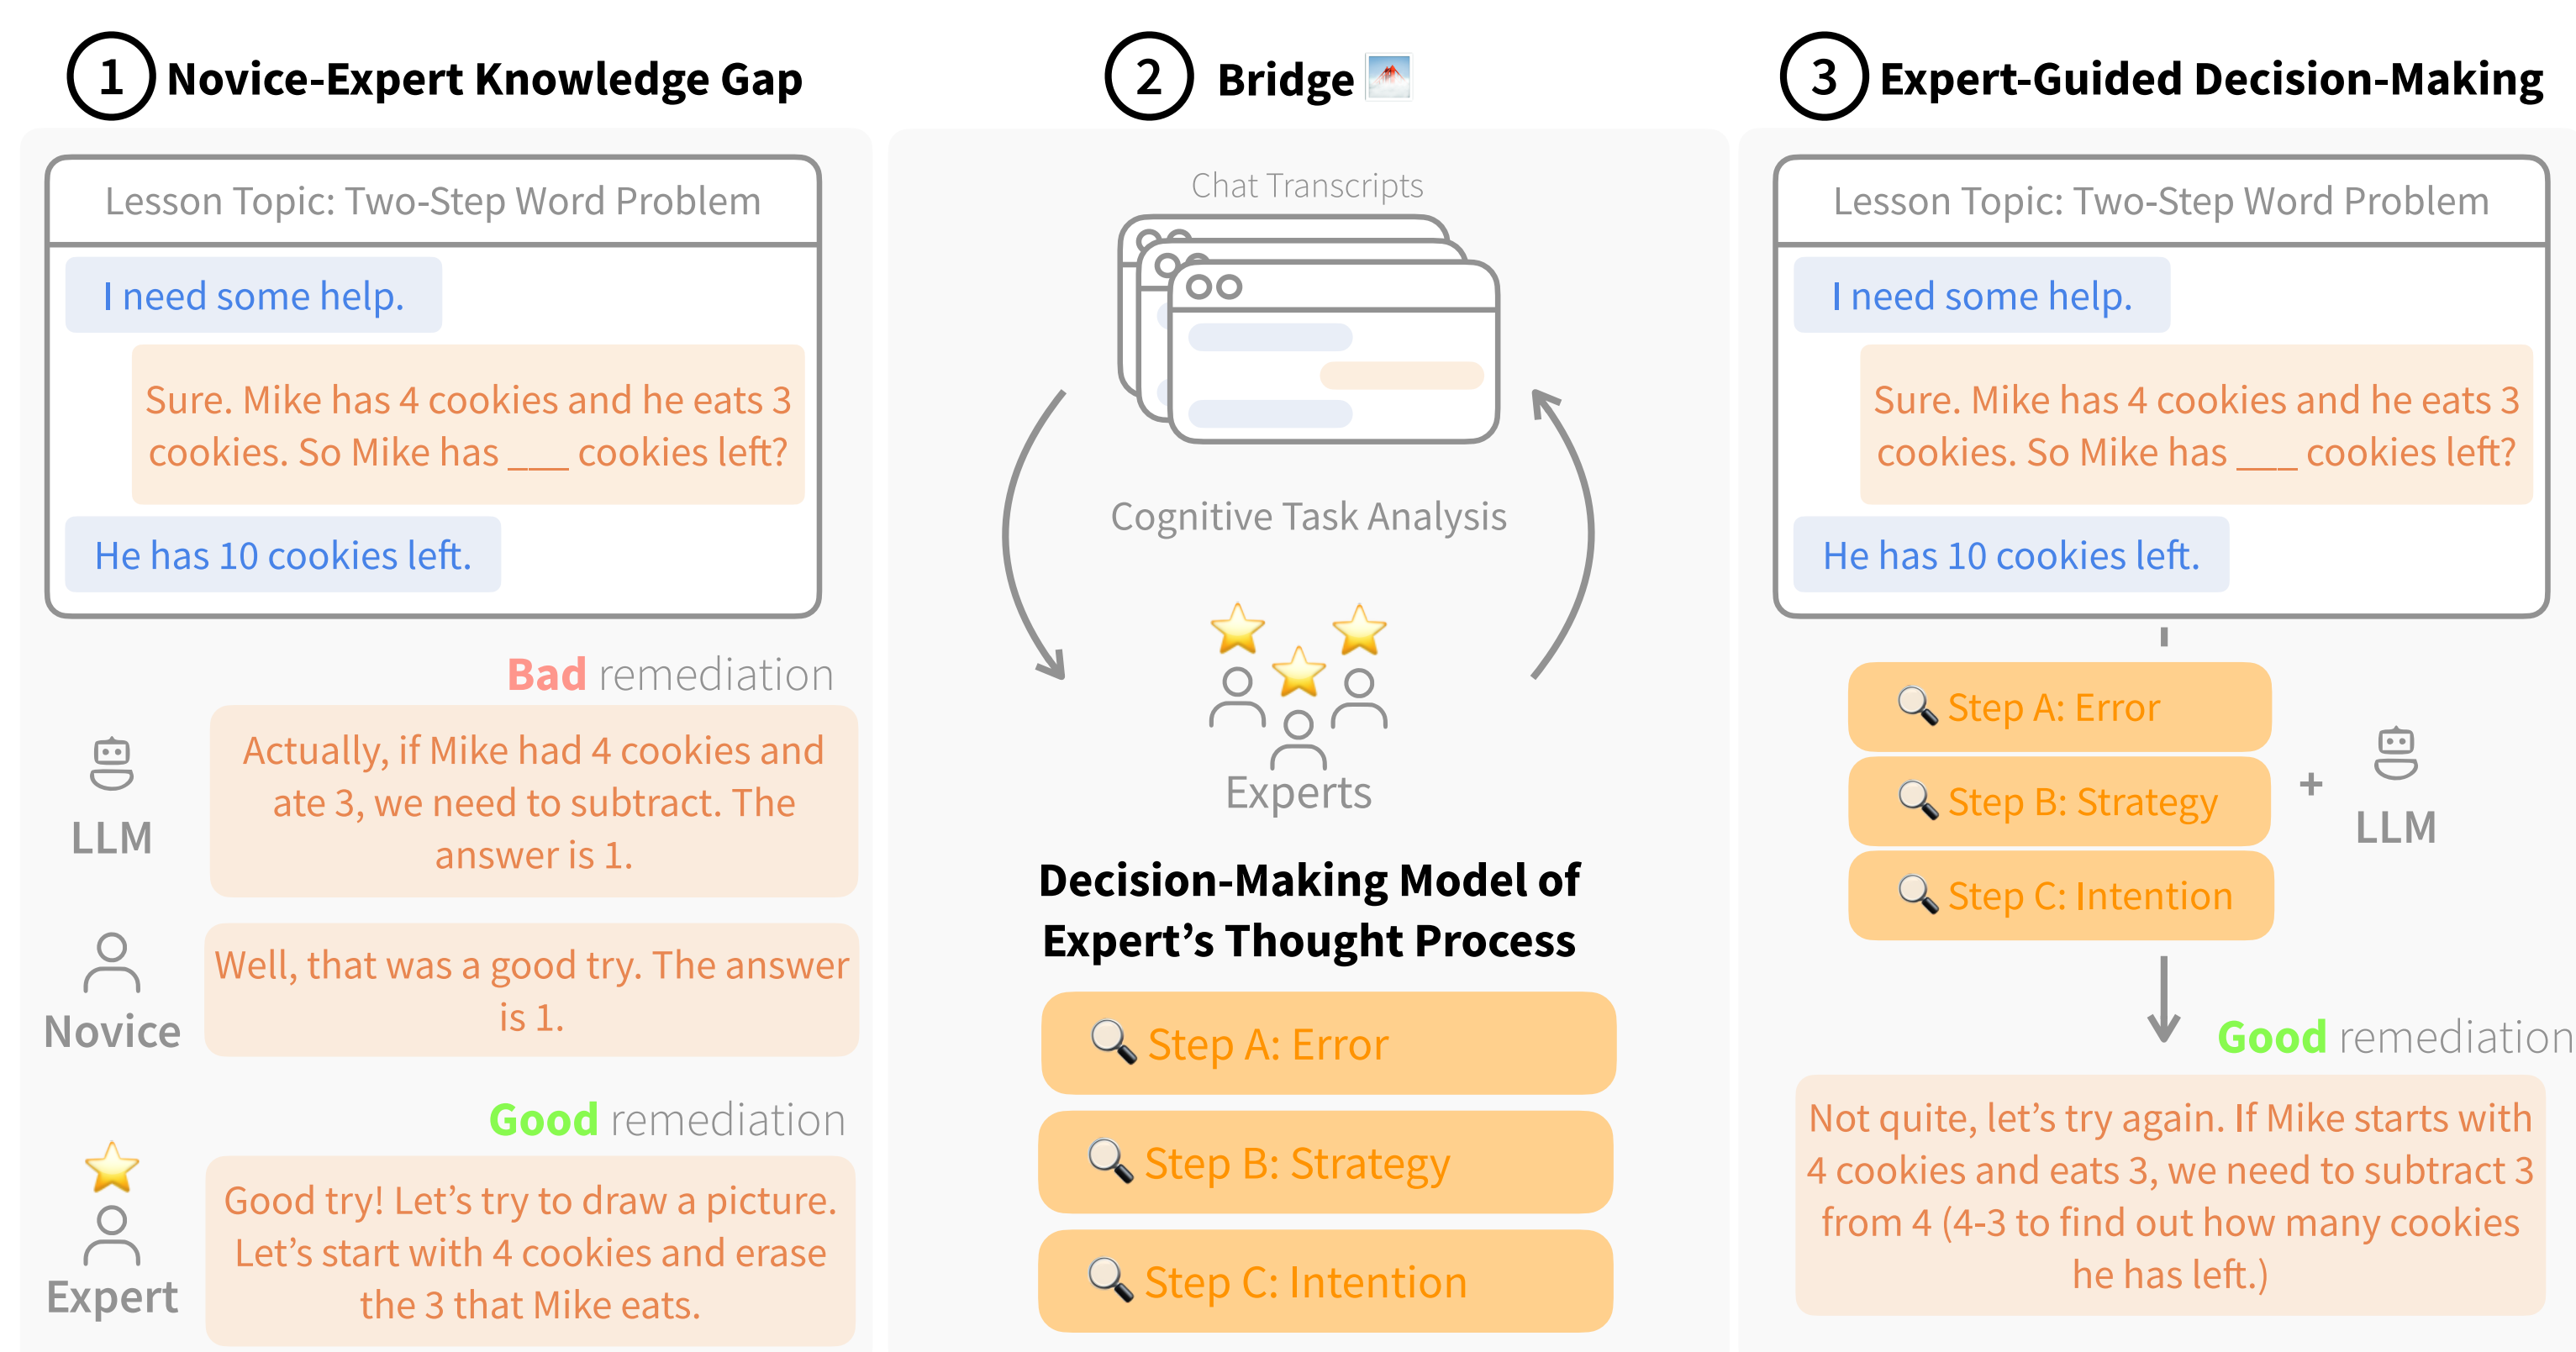 1 Novice-Expert Knowledge Gap
Lesson Topic: Two-Step Word Problem
I need some help.
Sure. Mike has 4 cookies and he eats 3
cookies. So Mike has ___ cookies left?
He has 10 cookies left.
Bad remediation
LLM
Actually, if Mike had 4 cookies and
ate 3, we need to subtract. The
answer is 1.
Novice
Well, that was a good try. The answer
is 1.
Good remediation
Expert
Good try! Let’s try to draw a picture.
Let’s start with 4 cookies and erase
the 3 that Mike eats.
2 Bridge
Chat Transcripts
Cognitive Task Analysis
Experts
Decision-Making Model of
Expert’s Thought Process
Step A: Error
Step B: Strategy
Step C: Intention
3 Expert-Guided Decision-Making
Lesson Topic: Two-Step Word Problem
I need some help.
Sure. Mike has 4 cookies and he eats 3
cookies. So Mike has ___ cookies left?
He has 10 cookies left.
Step A: Error
Step B: Strategy
Step C: Intention
+
LLM
Good remediation
Not quite, let’s try again. If Mike starts with
4 cookies and eats 3, we need to subtract 3
from 4 (4-3 to find out how many cookies
he has left.)